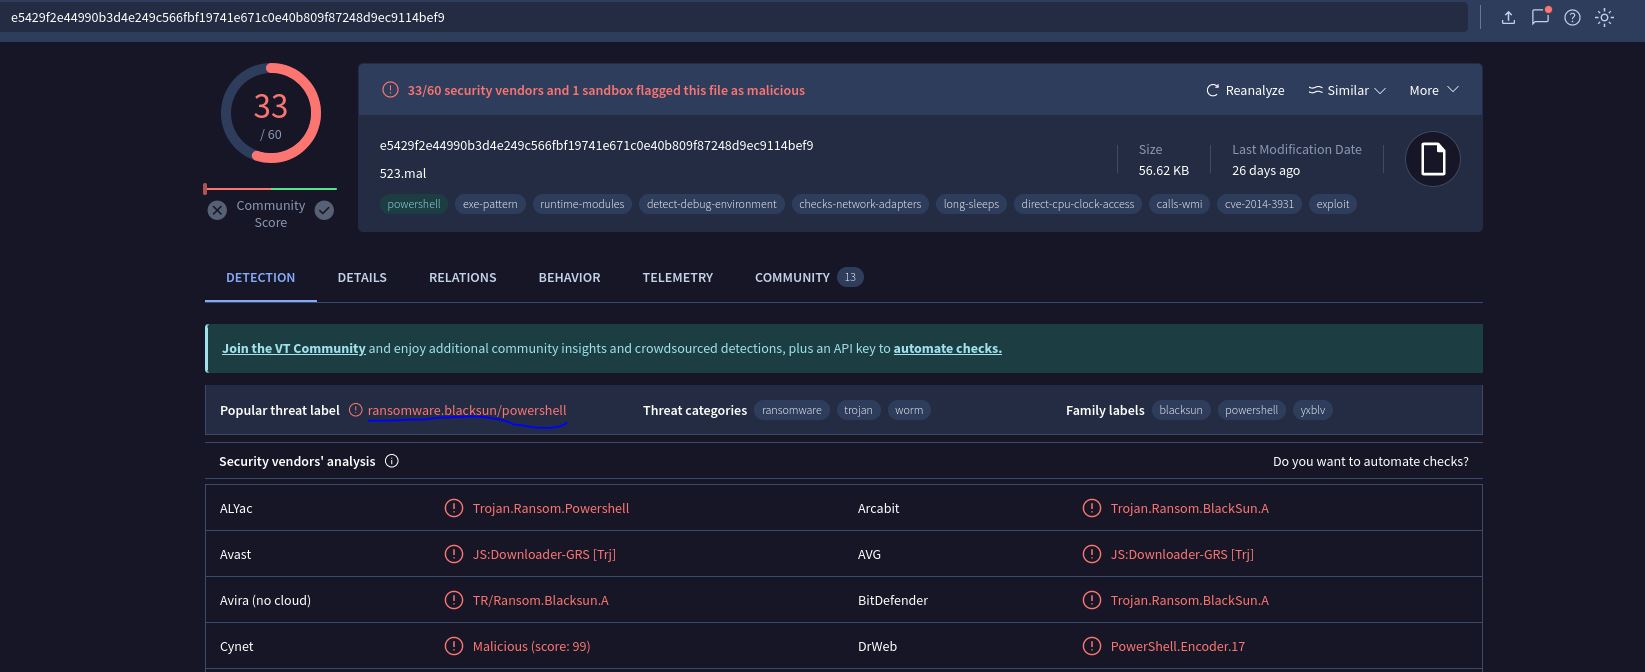 e5429f2e44990b3d4e249c566fbf19741e671c0e40b809f87248d9ec9114bef9
33
/ 60
Community
Score
33/60 security vendors and 1 sandbox flagged this file as malicious
Reanalyze Similar More
e5429f2e44990b3d4e249c566fbf19741e671c0e40b809f87248d9ec9114bef9
523.mal
Size
56.62 KB
Last Modification Date
26 days ago
powershell exe-pattern runtime-modules detect-debug-environment checks-network-adapters long-sleeps direct-cpu-clock-access calls-wmi cve-2014-3931 exploit
DETECTION DETAILS RELATIONS BEHAVIOR TELEMETRY COMMUNITY 13
Join the VT Community and enjoy additional community insights and crowdsourced detections, plus an API key to automate checks.
Popular threat label ransomware.blacksun/powershell Threat categories ransomware trojan worm Family labels blacksun powershell yxblv
Security vendors' analysis Do you want to automate checks?
ALYac Trojan.Ransom.Powershell Arcabit Trojan.Ransom.BlackSun.A
Avast JS:Downloader-GRS [Trj] AVG JS:Downloader-GRS [Trj]
Avira (no cloud) TR/Ransom.Blacksun.A BitDefender Trojan.Ransom.BlackSun.A
Cynet Malicious (score: 99) DrWeb PowerShell.Encoder.17